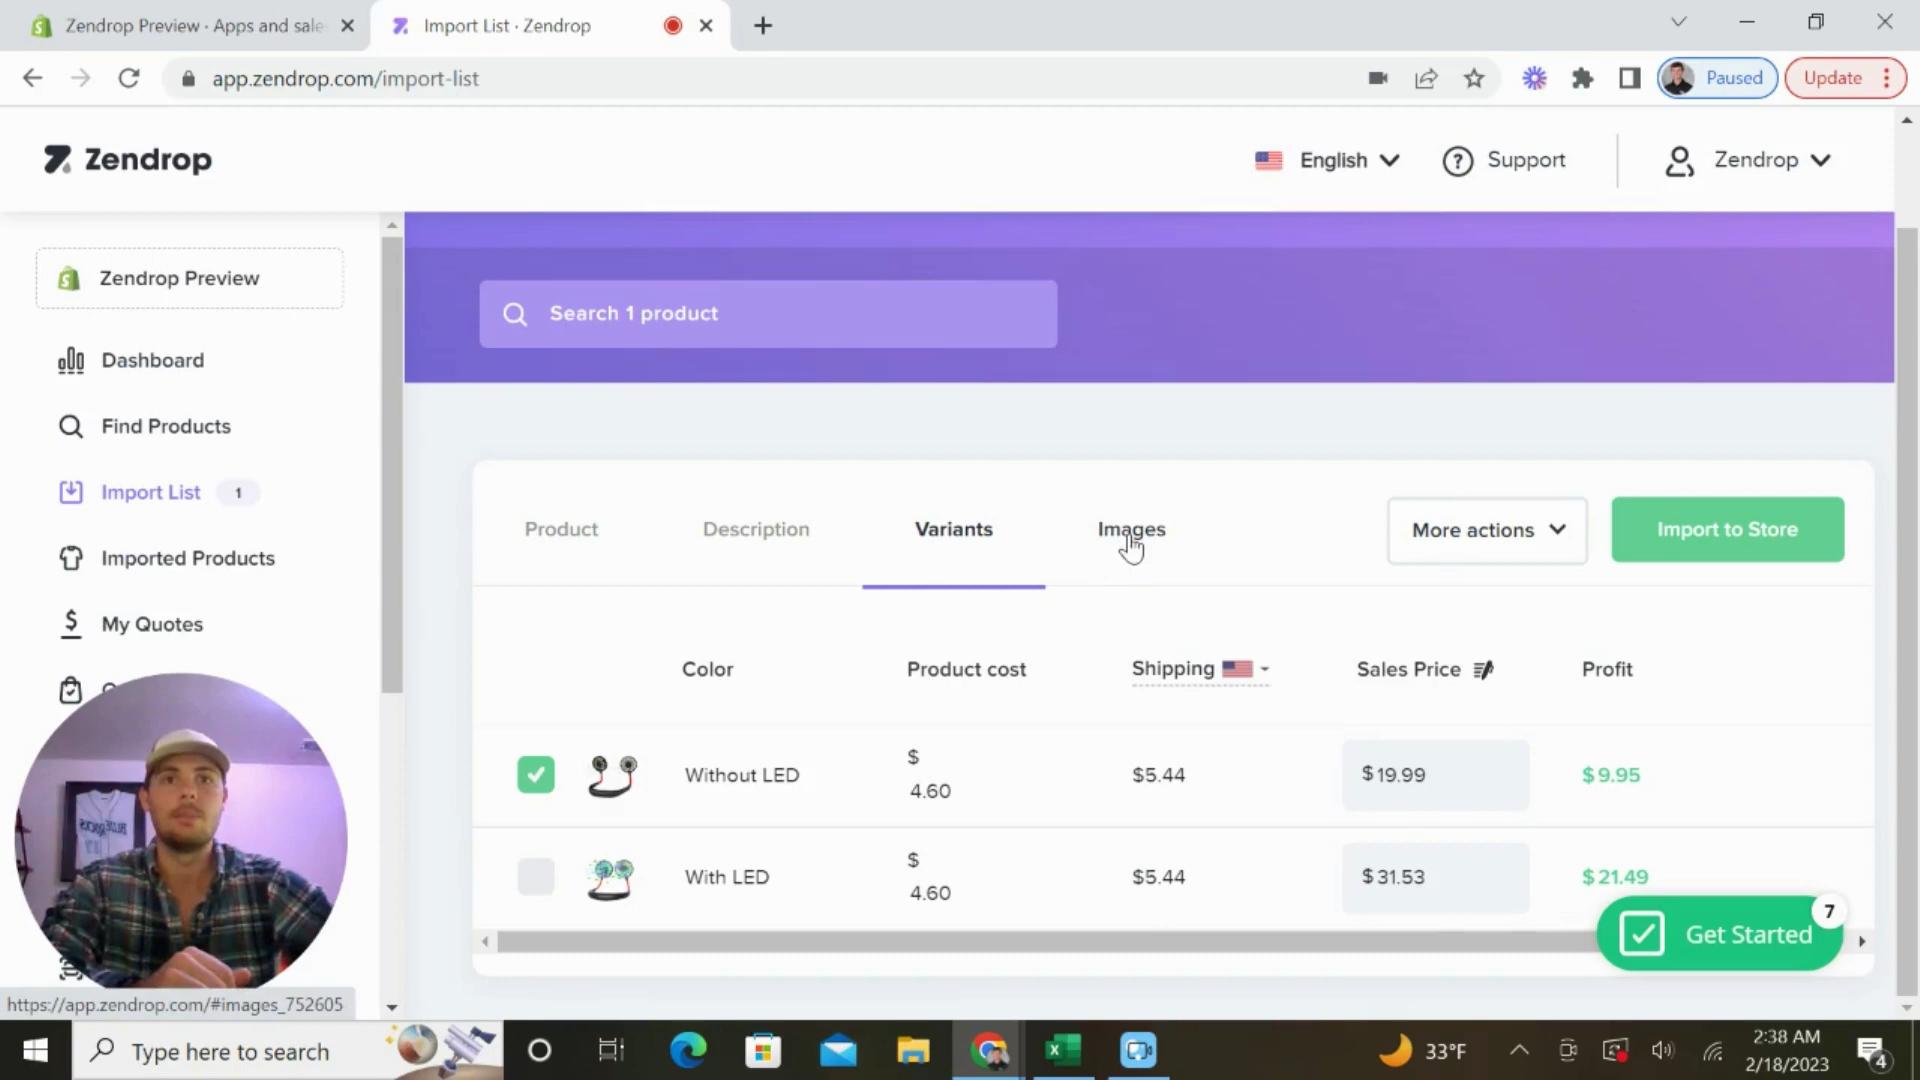 Zendrop Preview · Apps and sale
Import List · Zendrop
app.zendrop.com/import-list
Paused
Update
Zendrop
English
Support
Zendrop
Zendrop Preview
Search 1 product
Dashboard
Find Products
Import List 1
Imported Products
My Quotes
Product
Description
Variants
Images
More actions
Import to Store
Color
Product cost
Shipping
Sales Price
Profit
Without LED
$
4.60
$5.44
$ 19.99
$ 9.95
With LED
$
4.60
$5.44
$ 31.53
$ 21.49
7
Get Started
https://app.zendrop.com/#images_752605
Type here to search
33°F
2:38 AM
2/18/2023
4